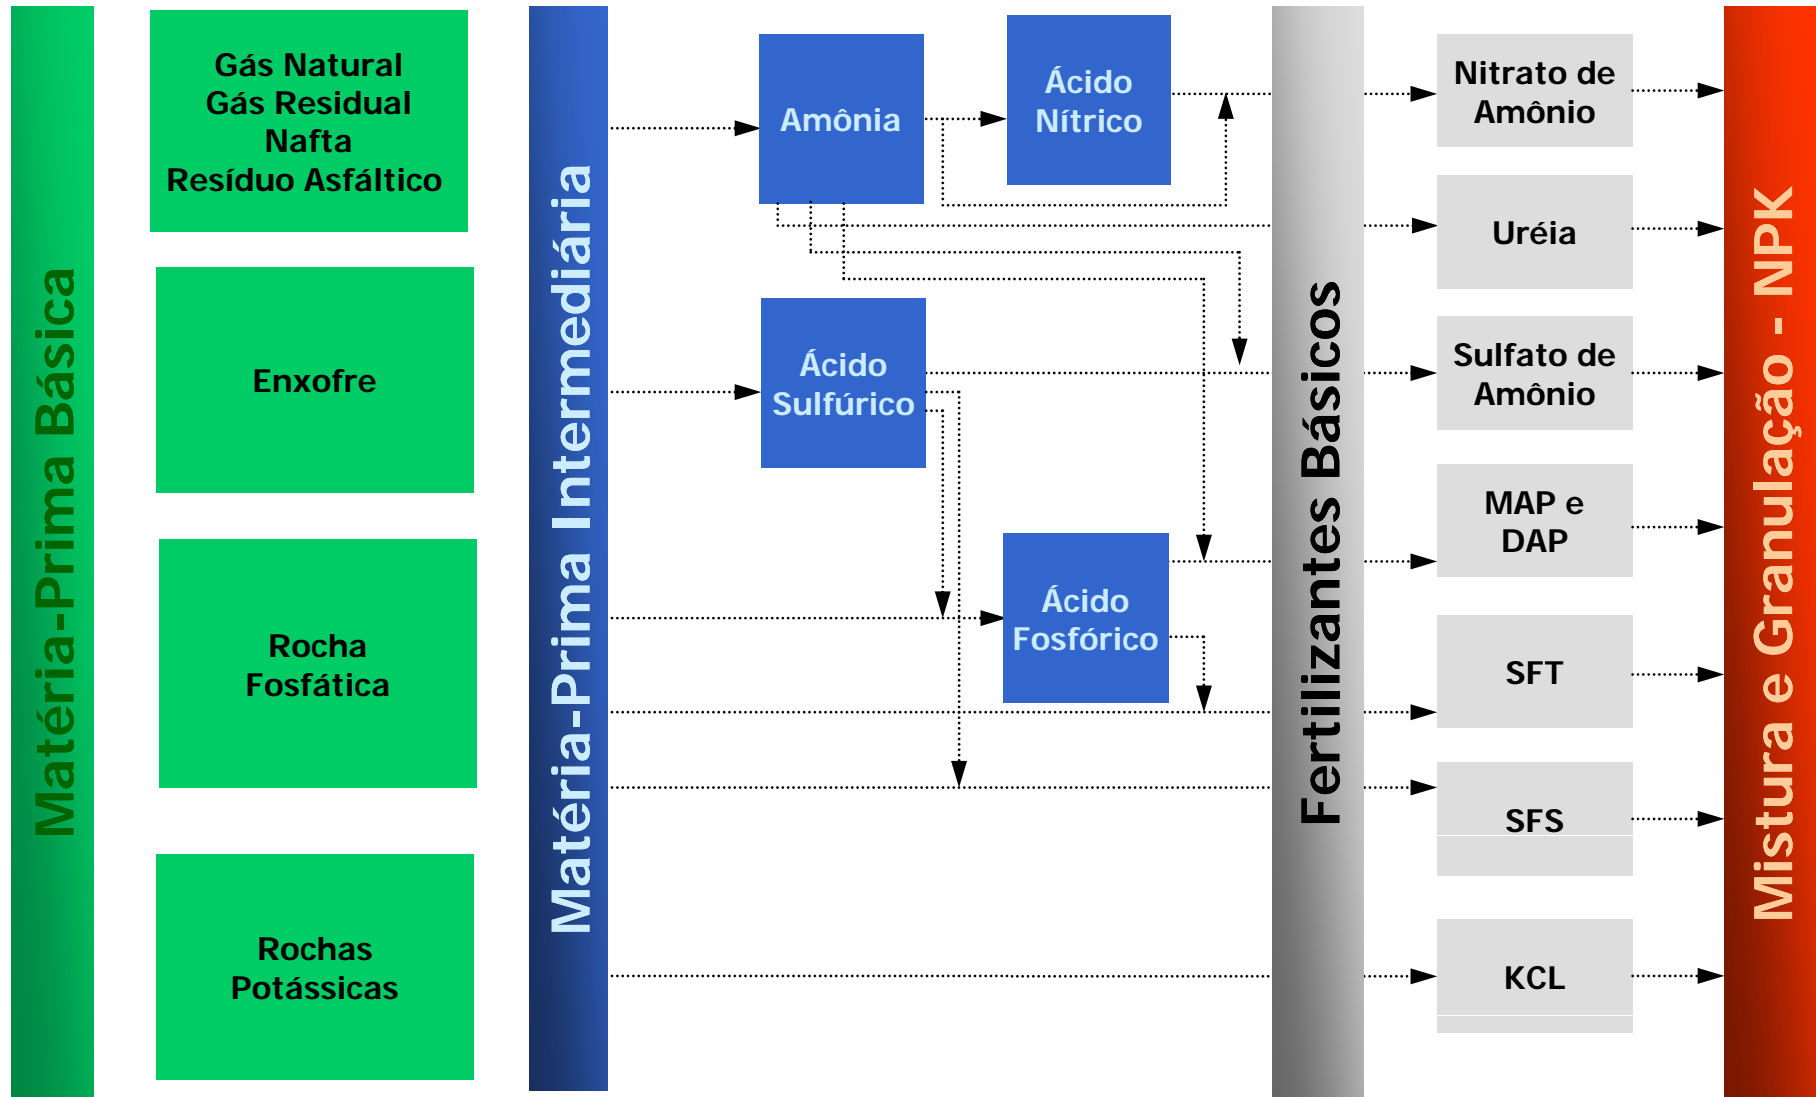 Matéria-Prima Básica
Gás Natural
Gás Residual
Nafta
Resíduo Asfáltico
Enxofre
Rocha
Fosfática
Rochas
Potássicas
Matéria-Prima Intermediária
Amônia
Ácido
Nítrico
Ácido
Sulfúrico
Ácido
Fosfórico
Fertilizantes Básicos
Nitrato de
Amônio
Uréia
Sulfato de
Amônio
MAP e
DAP
SFT
SFS
KCL
Mistura e Granulação - NPK